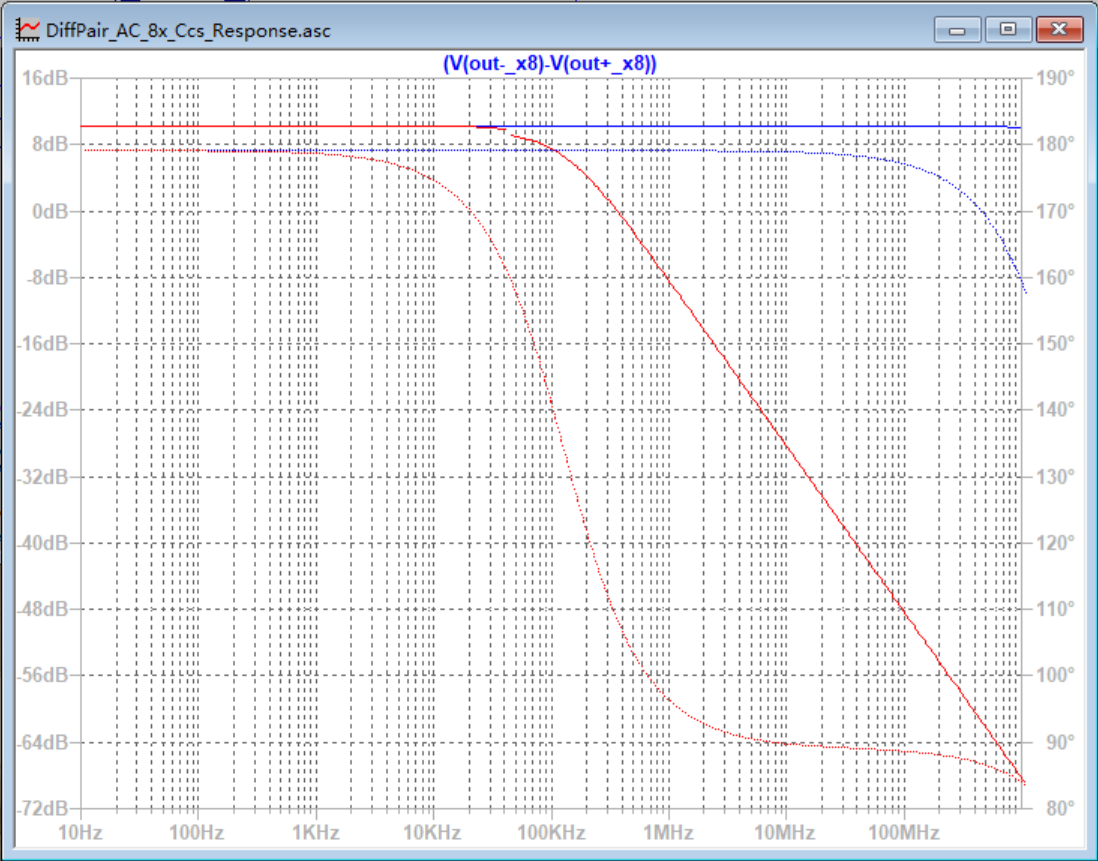 DiffPair_AC_8x_Ccs_Response.asc
(V(out-_x8)-V(out+_x8))
16dB 190°
8dB 180°
0dB 170°
-8dB 160°
-16dB 150°
-24dB 140°
-32dB 130°
-40dB 120°
-48dB 110°
-56dB 100°
-64dB 90°
-72dB 80°
10Hz 100Hz 1KHz 10KHz 100KHz 1MHz 10MHz 100MHz